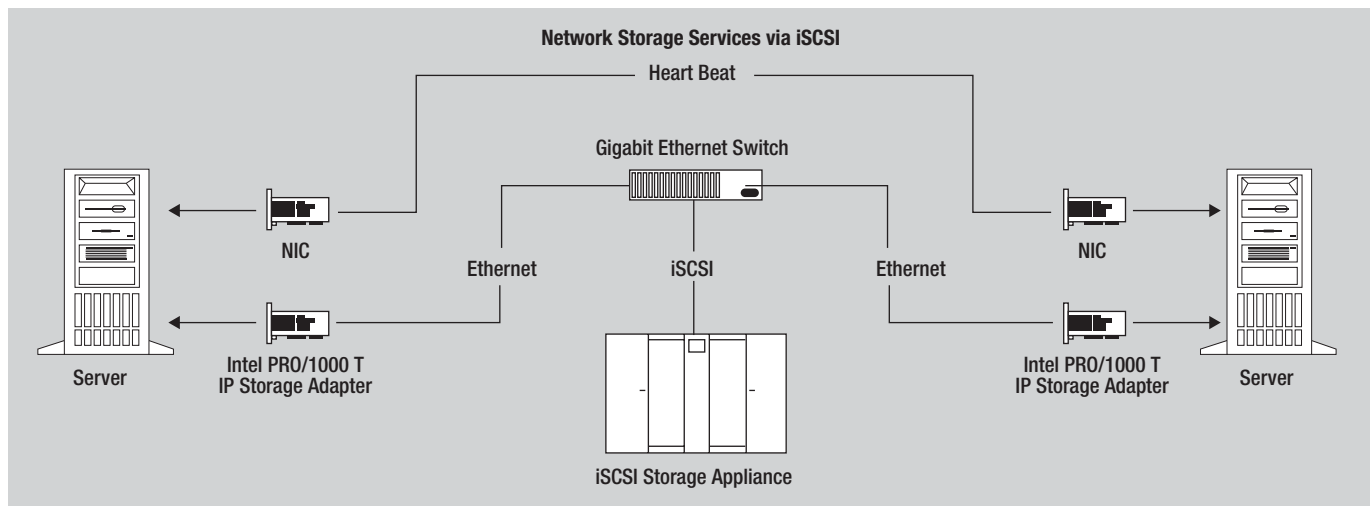 Network Storage Services via iSCSI
Heart Beat
Gigabit Ethernet Switch
NIC
NIC
Ethernet
iSCSI
Ethernet
Intel PRO/1000 T
IP Storage Adapter
Intel PRO/1000 T
IP Storage Adapter
Server
Server
iSCSI Storage Appliance